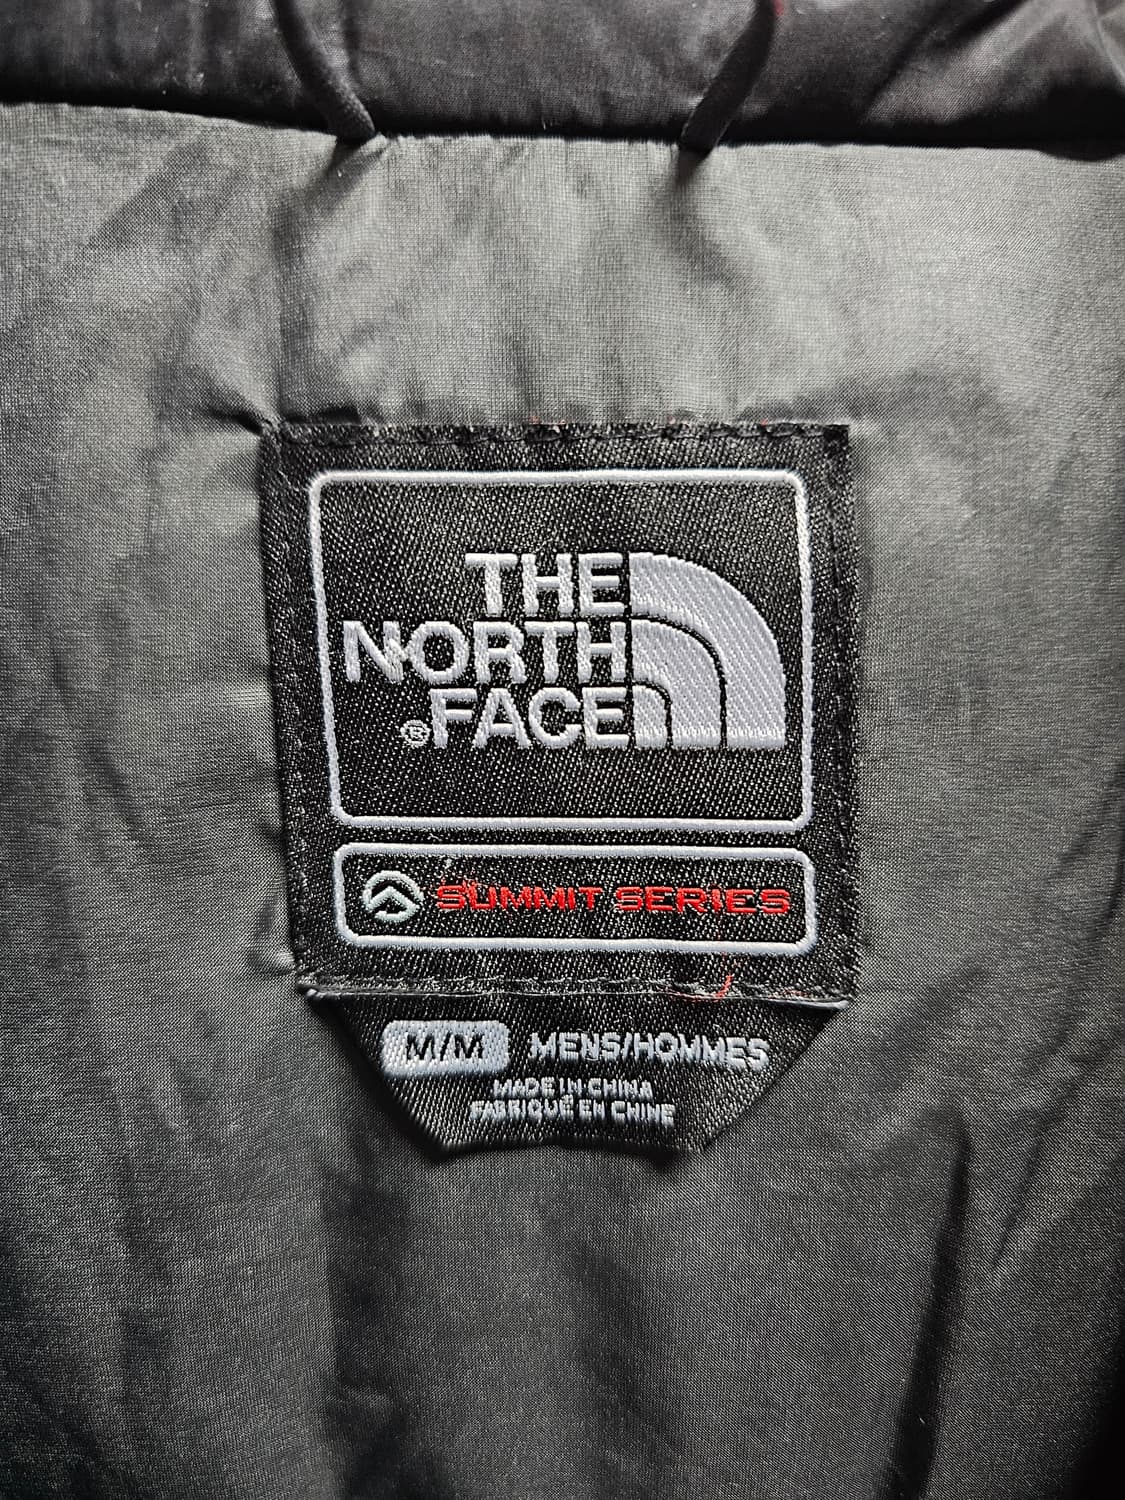 THE
NORTH
®FACE
SUMMIT SERIES
M/M MENS/HOMMES
MADE IN CHINA
FABRIQUÉ EN CHINE